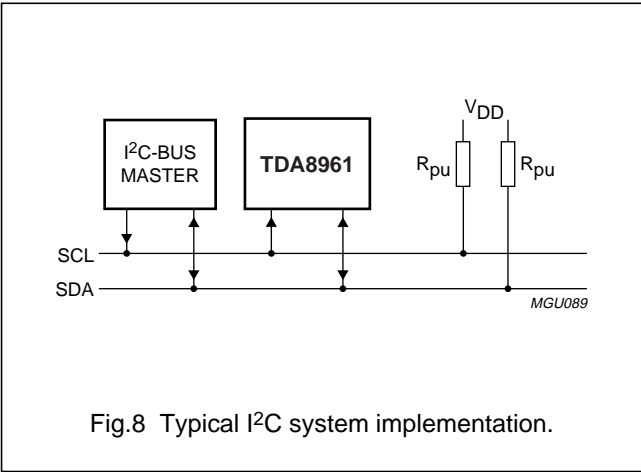 VDD
I2C-BUS
MASTER
TDA8961
Rpu
Rpu
SCL
SDA
MGU089
Fig.8 Typical I2C system implementation.